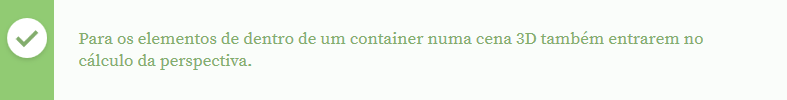 Para os elementos de dentro de um container numa cena 3D também entrarem no
cálculo da perspectiva.